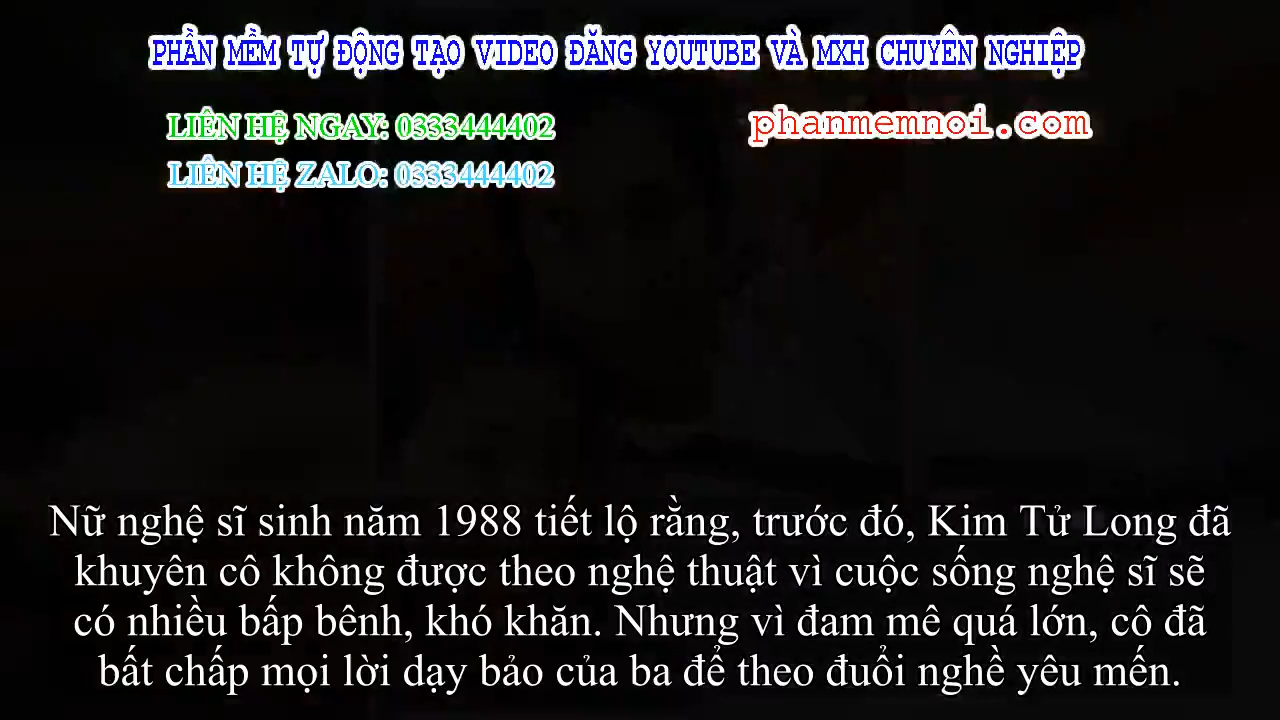 PHẦN MỀM TỰ ĐỘNG TẠO VIDEO ĐĂNG YOUTUBE VÀ MXH CHUYÊN NGHIỆP
LIÊN HỆ NGAY: 0333444402
phanmemnoi.com
LIÊN HỆ ZALO: 0333444402
Nữ nghệ sĩ sinh năm 1988 tiết lộ rằng, trước đó, Kim Tử Long đã
khuyên cô không được theo nghệ thuật vì cuộc sống nghệ sĩ sẽ
có nhiều bấp bênh, khó khăn. Nhưng vì đam mê quá lớn, cô đã
bất chấp mọi lời dạy bảo của ba để theo đuổi nghề yêu mến.